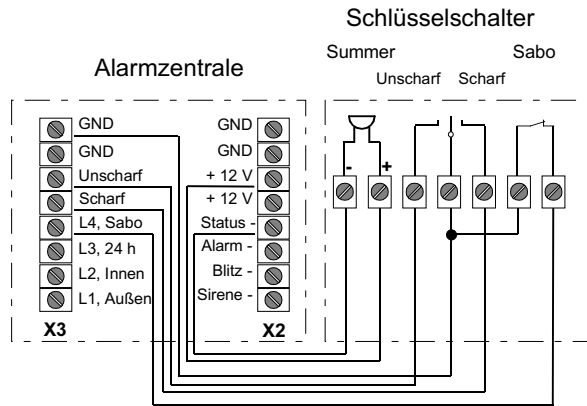 Schlüsselschalter
Alarmzentrale
Summer
Sabo
Unscharf Scharf
GND
GND
Unscharf
Scharf
L4, Sabo
L3, 24 h
L2, Innen
L1, Außen
X3
GND
GND
+ 12 V
+ 12 V
Status -
Alarm -
Blitz -
Sirene -
X2
- +